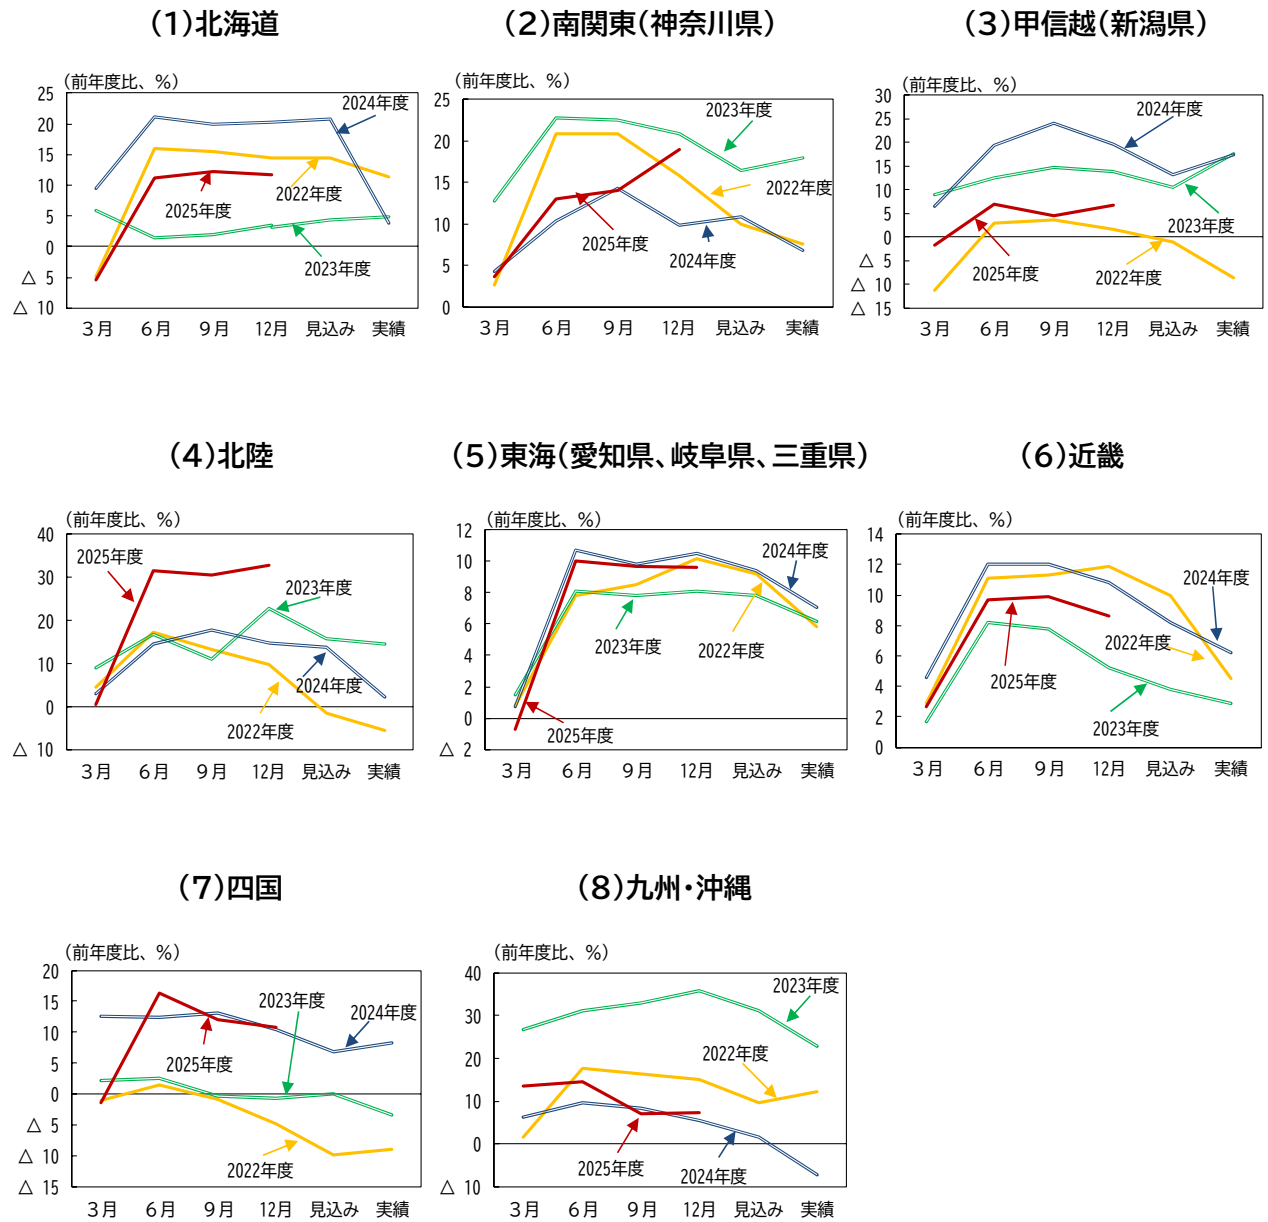 （1）北海道
（前年度比、％）
25
20
15
10
5
0
△ 5
△ 10
2024年度
2022年度
2025年度
2023年度
３月 ６月 ９月 12月 見込み 実績
（2）南関東（神奈川県）
（前年度比、％）
25
20
15
10
5
0
2023年度
2022年度
2025年度
2024年度
３月 ６月 ９月 12月 見込み 実績
（3）甲信越（新潟県）
（前年度比、％）
30
25
20
15
10
5
0
△ 5
△ 10
△ 15
2024年度
2023年度
2025年度
2022年度
３月 ６月 ９月 12月 見込み 実績
（4）北陸
（前年度比、％）
40
30
20
10
0
△ 10
2025年度
2023年度
2024年度
2022年度
３月 ６月 ９月 12月 見込み 実績
（5）東海（愛知県、岐阜県、三重県）
（前年度比、％）
12
10
8
6
4
2
0
△ 2
2024年度
2023年度
2022年度
2025年度
３月 ６月 ９月 12月 見込み 実績
（6）近畿
（前年度比、％）
14
12
10
8
6
4
2
0
2024年度
2022年度
2025年度
2023年度
３月 ６月 ９月 12月 見込み 実績
（7）四国
（前年度比、％）
20
15
10
5
0
△ 5
△ 10
△ 15
2023年度
2024年度
2025年度
2022年度
３月 ６月 ９月 12月 見込み 実績
（8）九州・沖縄
（前年度比、％）
40
30
20
10
0
△ 10
2023年度
2022年度
2025年度
2024年度
３月 ６月 ９月 12月 見込み 実績